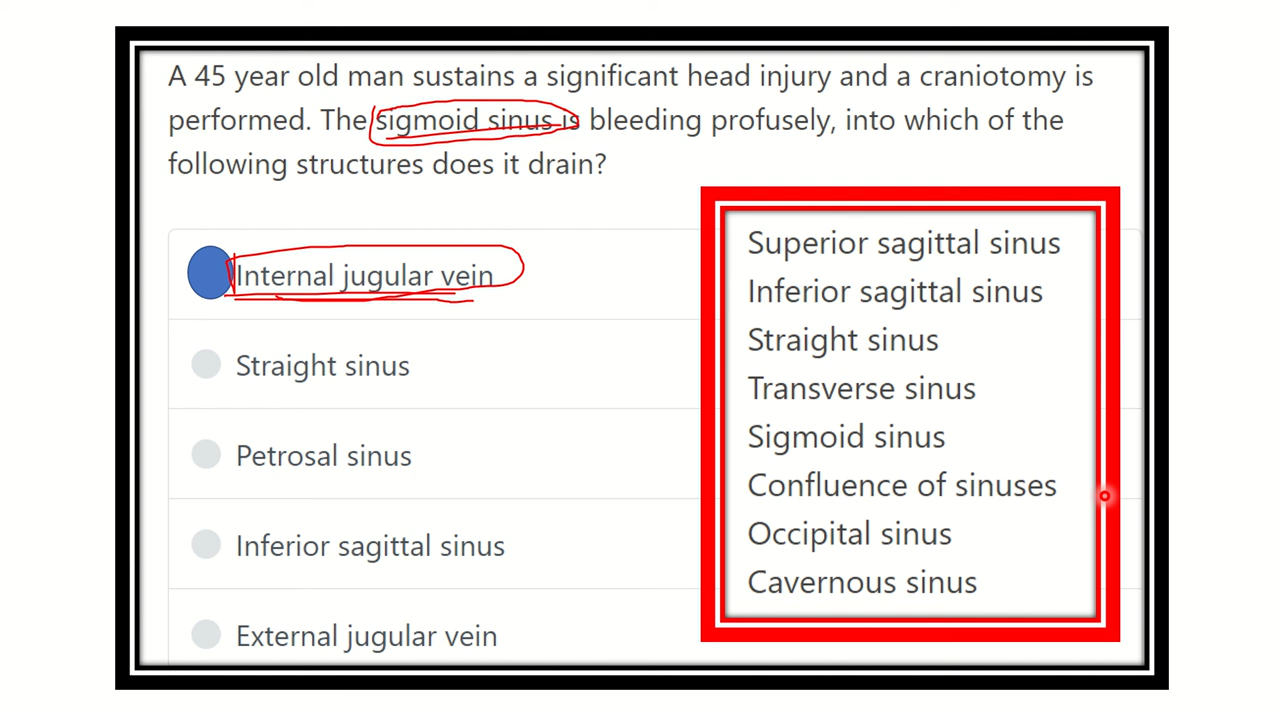 A 45 year old man sustains a significant head injury and a craniotomy is
performed. The sigmoid sinus is bleeding profusely, into which of the
following structures does it drain?
Internal jugular vein
Straight sinus
Petrosal sinus
Inferior sagittal sinus
External jugular vein
Superior sagittal sinus
Inferior sagittal sinus
Straight sinus
Transverse sinus
Sigmoid sinus
Confluence of sinuses
Occipital sinus
Cavernous sinus